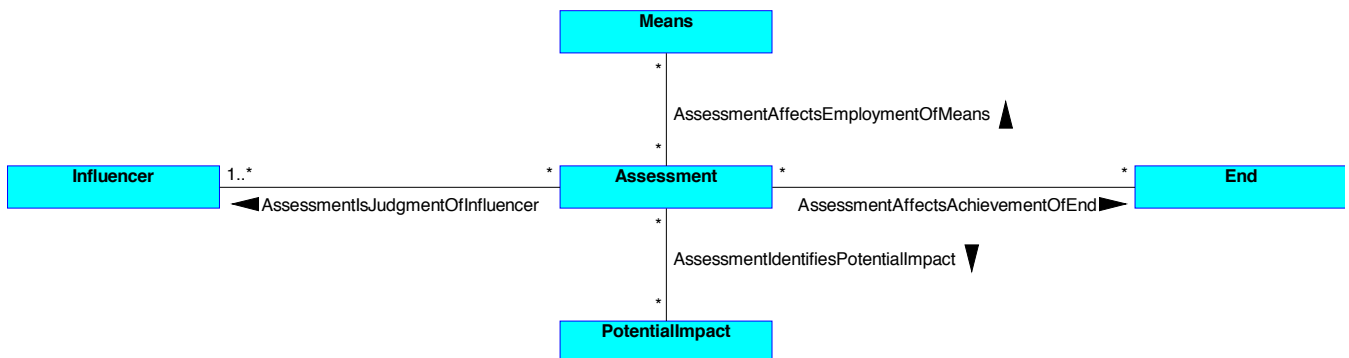 Means
*
AssessmentAffectsEmploymentOfMeans
*
Influencer 1..* * Assessment * * End
AssessmentIsJudgmentOfInfluencer AssessmentAffectsAchievementOfEnd
*
AssessmentIdentifiesPotentialImpact
*
PotentialImpact